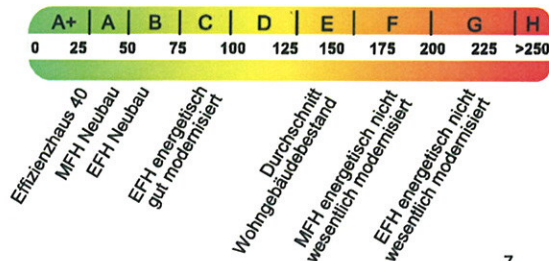 A+ A B C D E F G H
0 25 50 75 100 125 150 175 200 225 >250
Effizienzhaus 40
MFH Neubau
EFH Neubau
EFH energetisch
gut modernisiert
Durchschnitt
Wohngebäudebestand
MFH energetisch nicht
wesentlich modernisiert
EFH energetisch nicht
wesentlich modernisiert
7